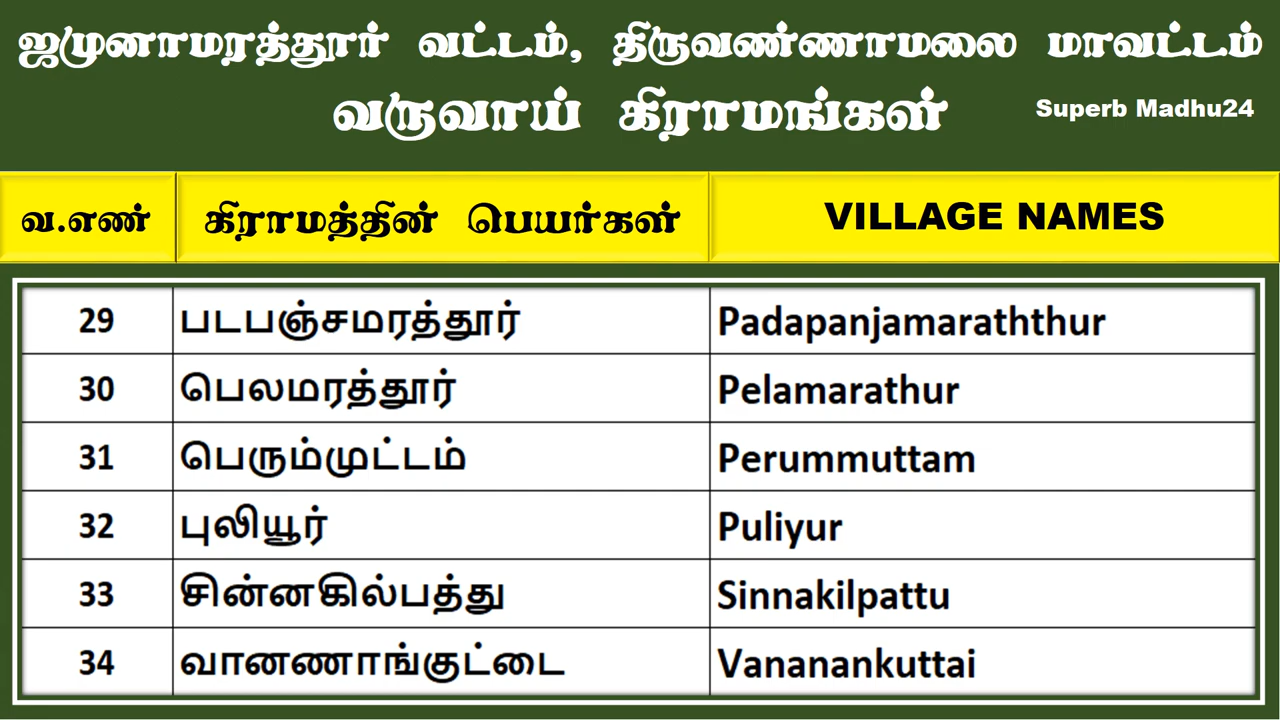 ஜமுனாமரத்தூர் வட்டம், திருவண்ணாமலை மாவட்டம்
வருவாய் கிராமங்கள் Superb Madhu24
வ.எண் கிராமத்தின் பெயர்கள் VILLAGE NAMES
29 படபஞ்சமரத்தூர் Padapanjamaraththur
30 பெலமரத்தூர் Pelamarathur
31 பெரும்முட்டம் Perummuttam
32 புலியூர் Puliyur
33 சின்னகில்பத்து Sinnakilpattu
34 வானணாங்குட்டை Vananankuttai